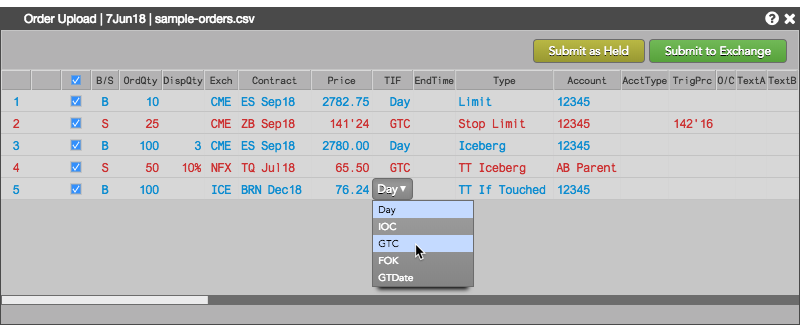 Order Upload | 7Jun18 | sample-orders.csv
Submit as Held Submit to Exchange
B/S OrdQty DispQty Exch Contract Price TIF EndTime Type Account AcctType TrigPrc O/C TextA TextB
1 B 10 CME ES Sep18 2782.75 Day Limit 12345
2 S 25 CME ZB Sep18 141'24 GTC Stop Limit 142'16
3 B 100 3 CME ES Sep18 2780.00 Day Iceberg 12345
4 S 50 10% NFX TQ Jul18 65.50 GTC TT Iceberg AB Parent
5 B 100 ICE BRN Dec18 76.24 Day TT If Touched 12345
Day
IOC
GTC
FOK
GTDate